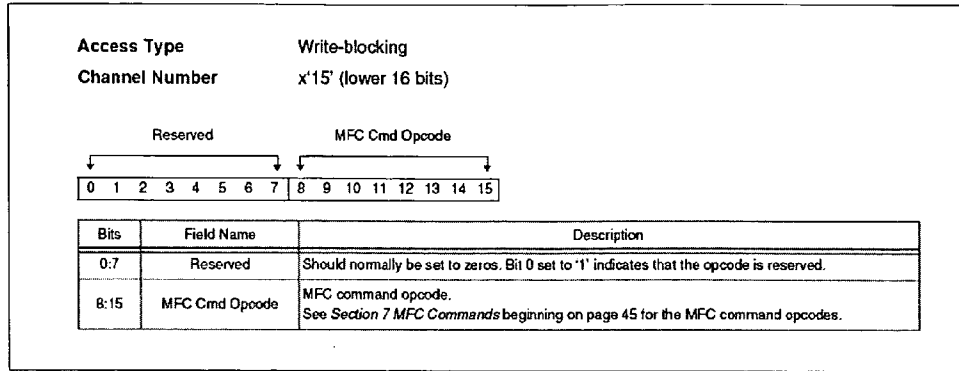 Access Type Write-blocking
Channel Number x'15' (lower 16 bits)
Reserved MFC Cmd Opcode
0 1 2 3 4 5 6 7 8 9 10 11 12 13 14 15
Bits Field Name Description
0:7 Reserved Should normally be set to zeros. Bit 0 set to '1' indicates that the opcode is reserved.
8:15 MFC Cmd Opcode MFC command opcode.
See Section 7 MFC Commands beginning on page 45 for the MFC command opcodes.